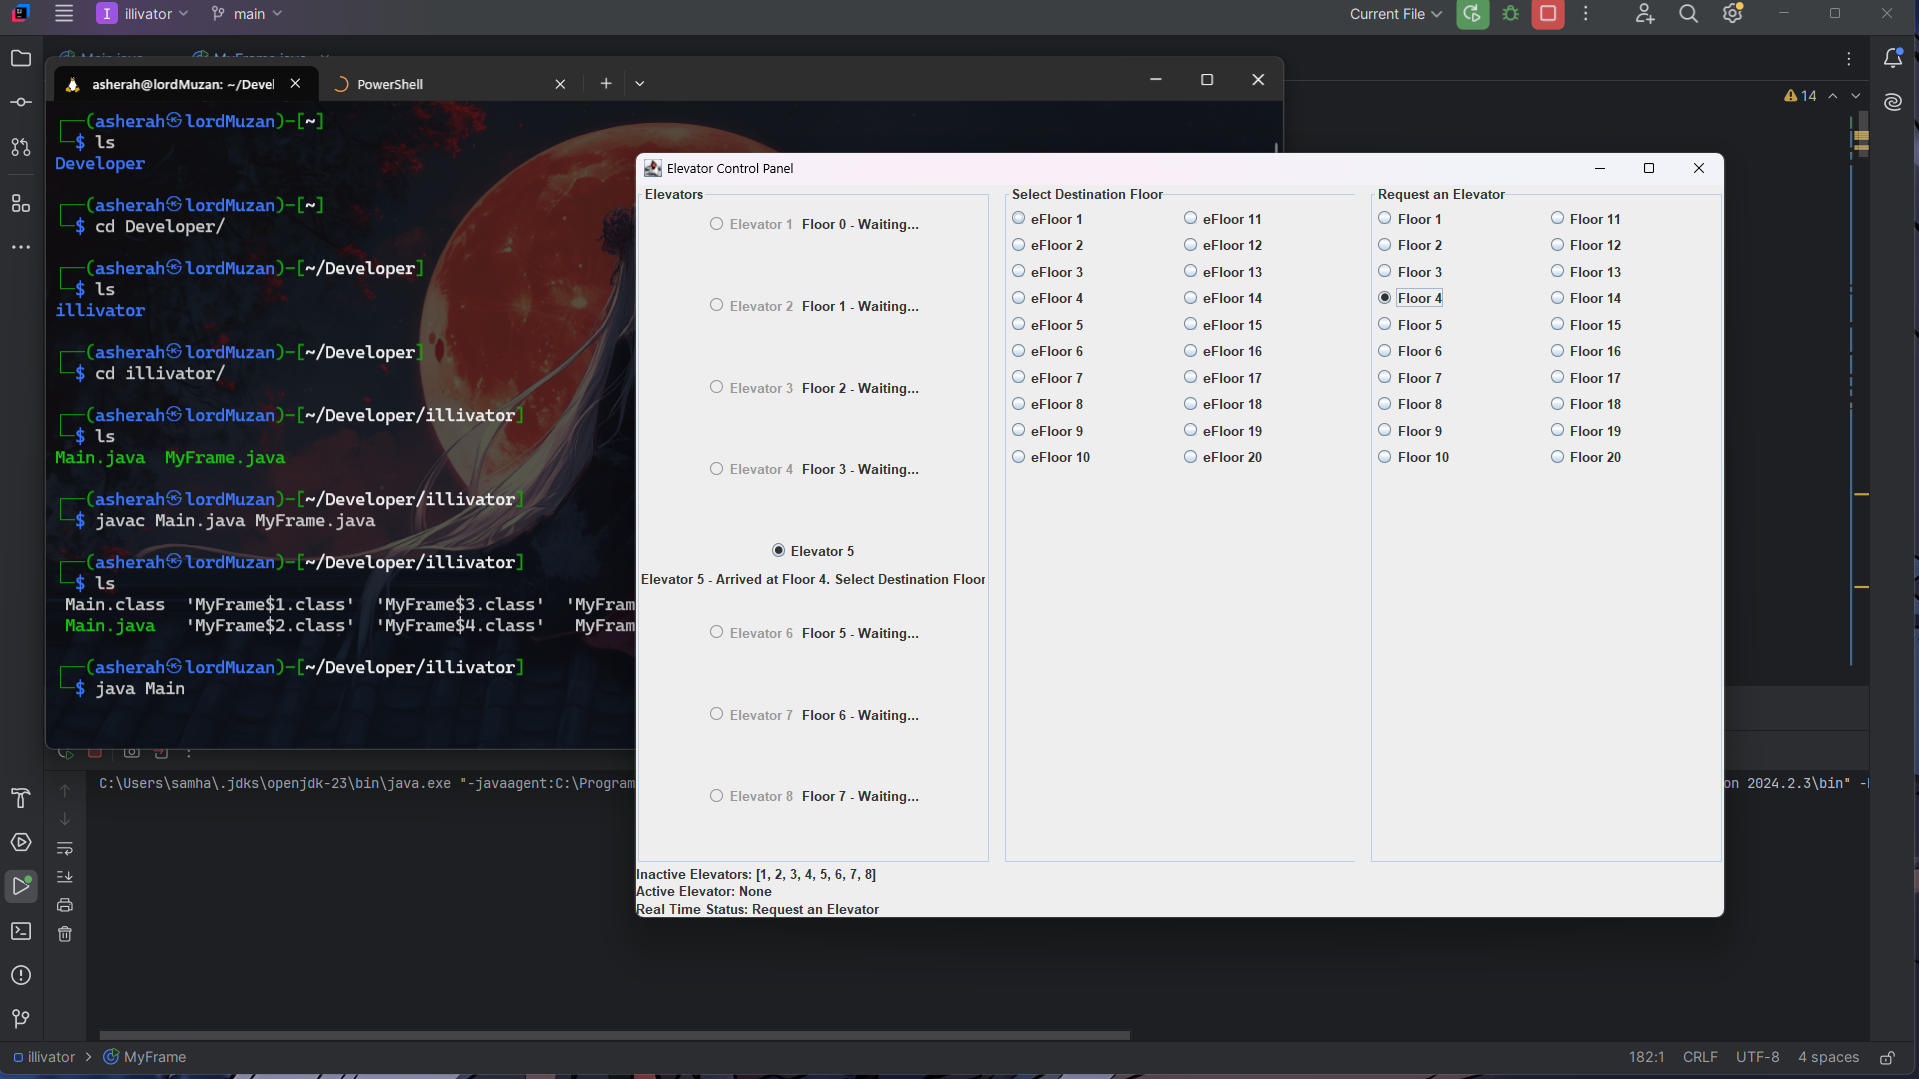 illivator
main
Current File
Main.java
MyFrame.java
asherah@lordMuzan: ~/Devel
PowerShell
14
┌──(asherah㉿lordMuzan)-[~]
└─$ ls
Developer
┌──(asherah㉿lordMuzan)-[~]
└─$ cd Developer/
┌──(asherah㉿lordMuzan)-[~/Developer]
└─$ ls
illivator
┌──(asherah㉿lordMuzan)-[~/Developer]
└─$ cd illivator/
┌──(asherah㉿lordMuzan)-[~/Developer/illivator]
└─$ ls
Main.java  MyFrame.java
┌──(asherah㉿lordMuzan)-[~/Developer/illivator]
└─$ javac Main.java MyFrame.java
┌──(asherah㉿lordMuzan)-[~/Developer/illivator]
└─$ ls
Main.class  'MyFrame$1.class'  'MyFrame$3.class'  'MyFram
Main.java  'MyFrame$2.class'  'MyFrame$4.class'  MyFram
┌──(asherah㉿lordMuzan)-[~/Developer/illivator]
└─$ java Main
Elevator Control Panel
Elevators
Elevator 1 Floor 0 - Waiting...
Elevator 2 Floor 1 - Waiting...
Elevator 3 Floor 2 - Waiting...
Elevator 4 Floor 3 - Waiting...
Elevator 5
Elevator 5 - Arrived at Floor 4. Select Destination Floor
Elevator 6 Floor 5 - Waiting...
Elevator 7 Floor 6 - Waiting...
Elevator 8 Floor 7 - Waiting...
Select Destination Floor
eFloor 1 eFloor 11
eFloor 2 eFloor 12
eFloor 3 eFloor 13
eFloor 4 eFloor 14
eFloor 5 eFloor 15
eFloor 6 eFloor 16
eFloor 7 eFloor 17
eFloor 8 eFloor 18
eFloor 9 eFloor 19
eFloor 10 eFloor 20
Request an Elevator
Floor 1 Floor 11
Floor 2 Floor 12
Floor 3 Floor 13
Floor 4 Floor 14
Floor 5 Floor 15
Floor 6 Floor 16
Floor 7 Floor 17
Floor 8 Floor 18
Floor 9 Floor 19
Floor 10 Floor 20
Inactive Elevators: [1, 2, 3, 4, 5, 6, 7, 8]
Active Elevator: None
Real Time Status: Request an Elevator
C:\Users\samha\.jdks\openjdk-23\bin\java.exe "-javaagent:C:\Program
on 2024.2.3\bin" -
illivator > MyFrame
182:1 CRLF UTF-8 4 spaces